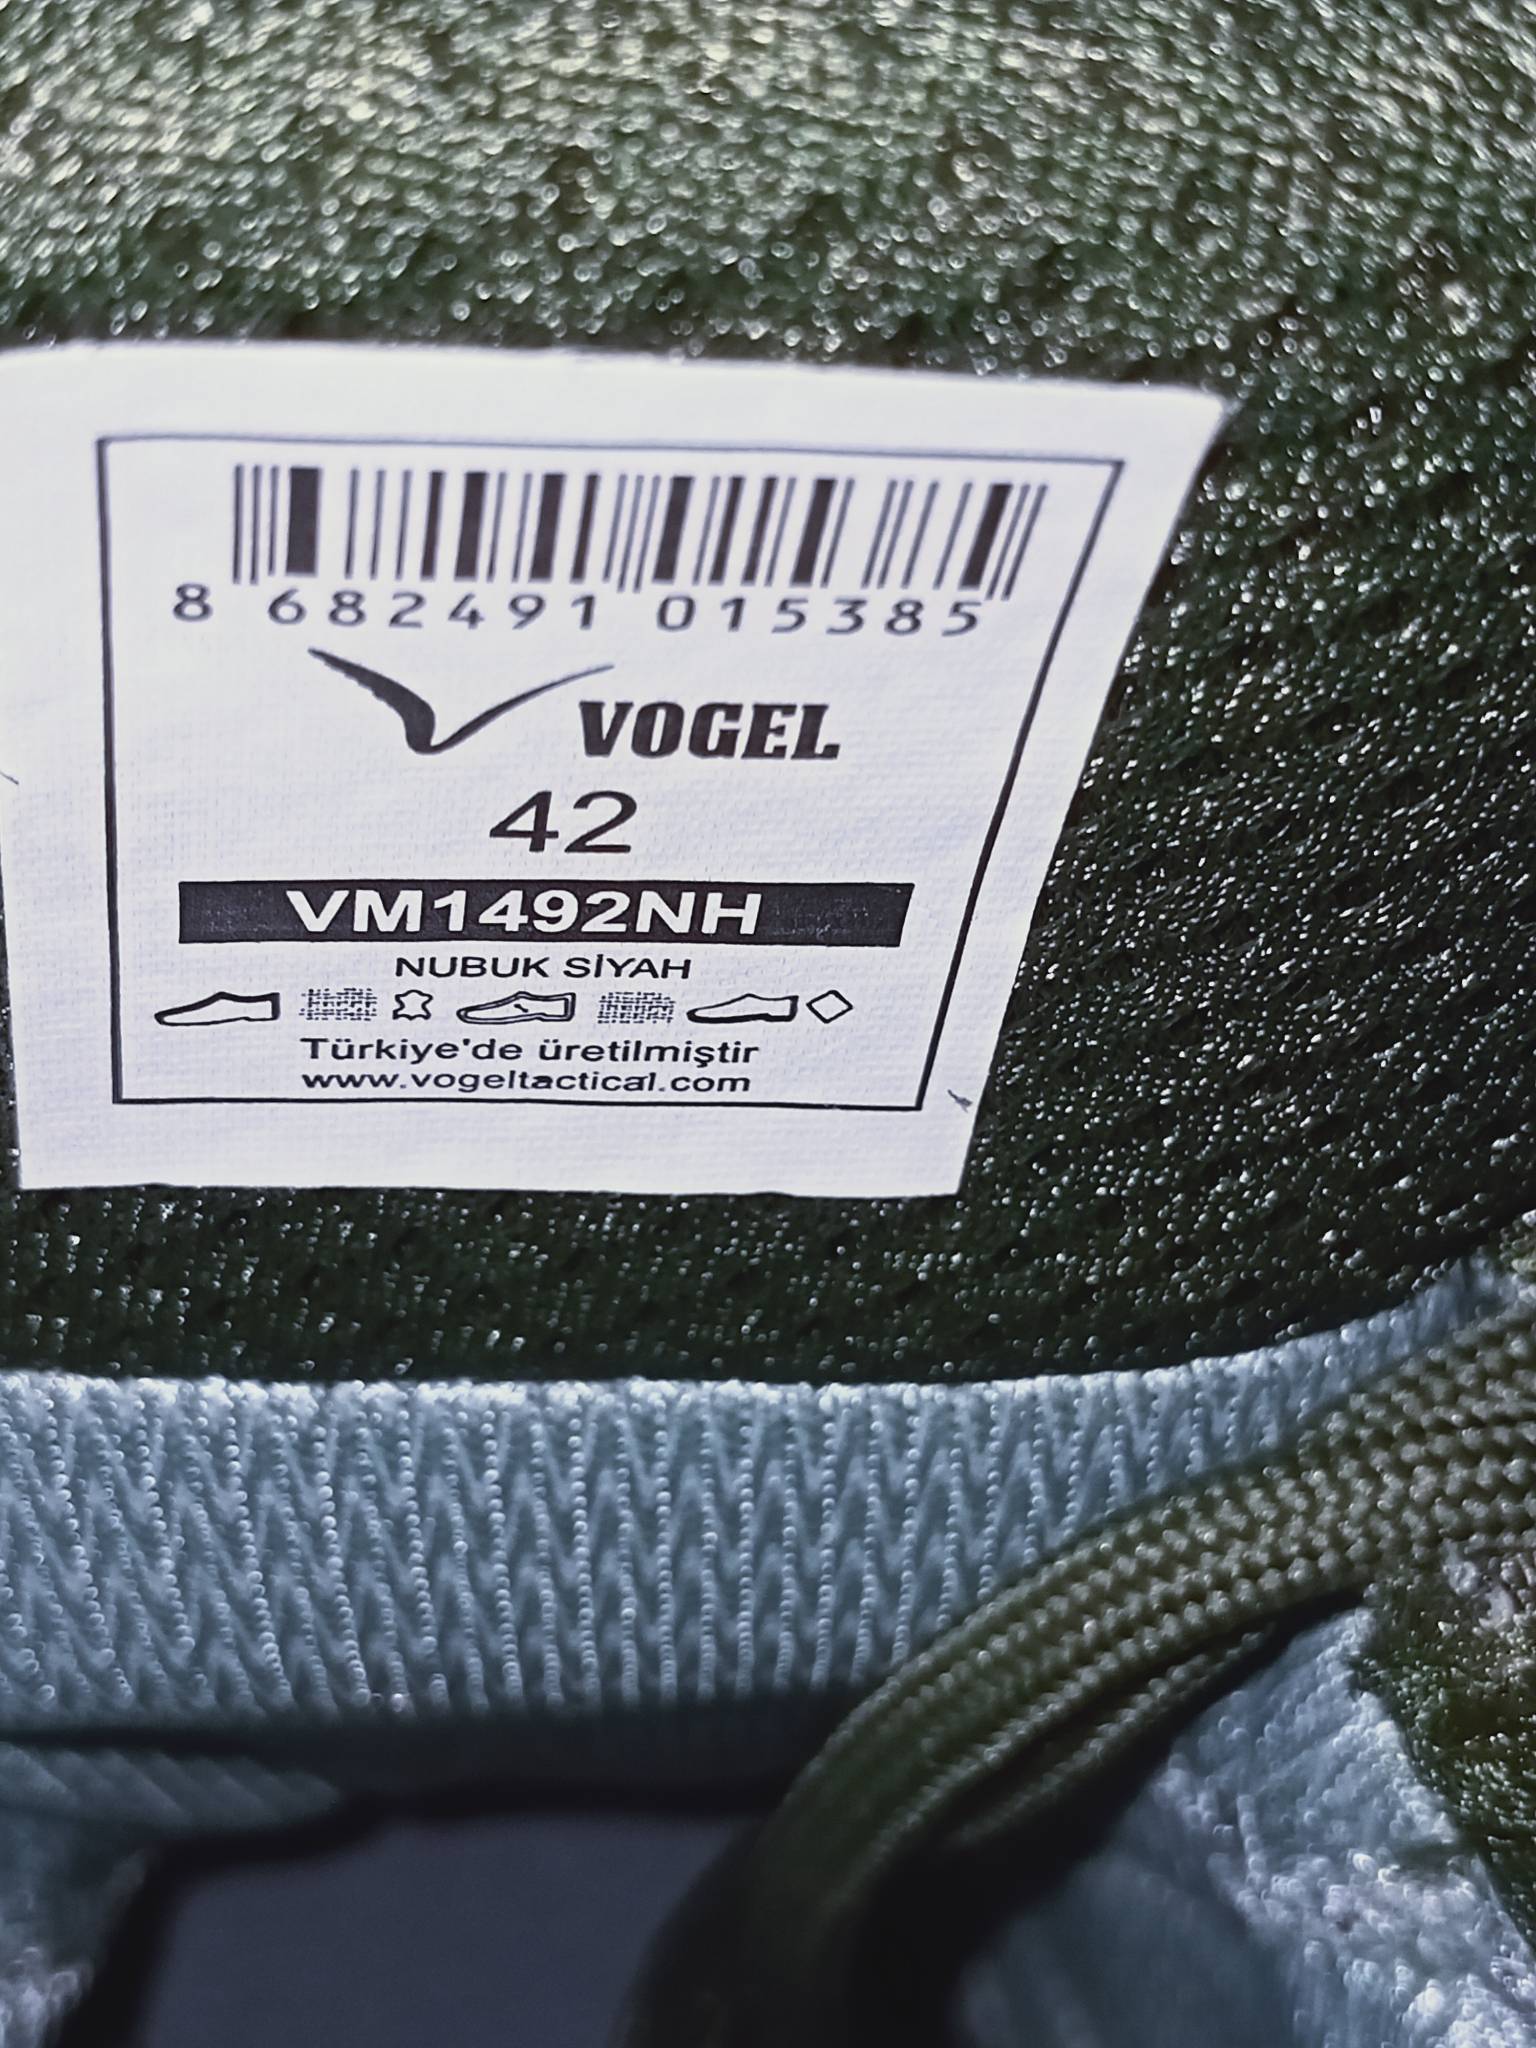 8 682491 015385
VOGEL
42
VM1492NH
NUBUK SİYAH
Türkiye'de üretilmiştir
www.vogeltactical.com